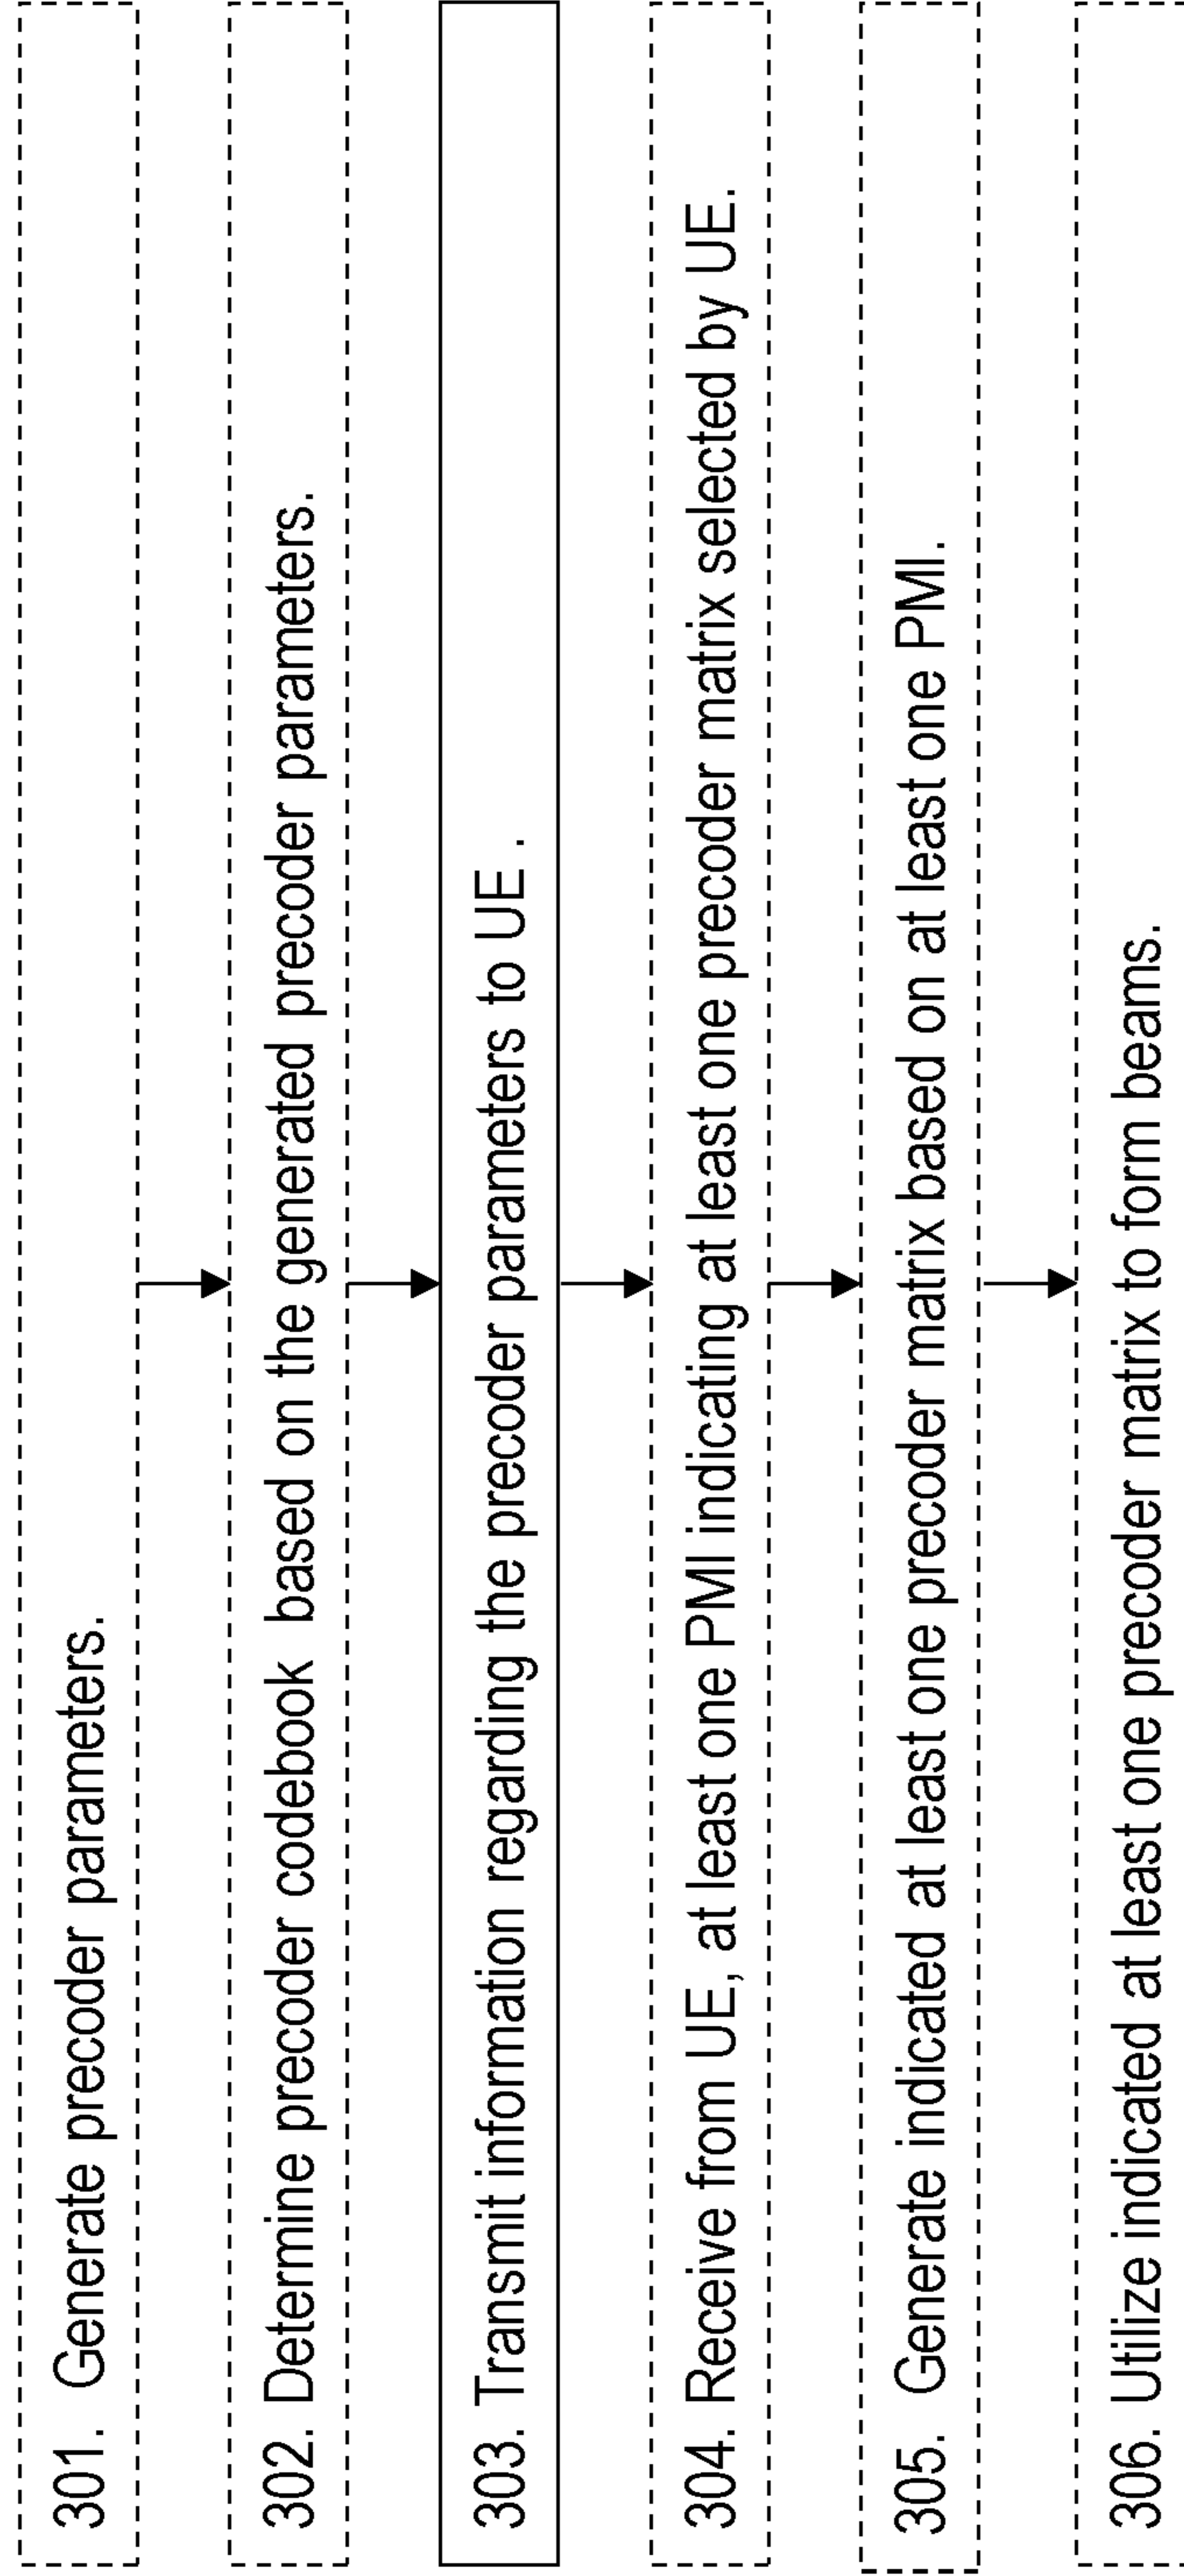 301. Generate precoder parameters.
302. Determine precoder codebook based on the generated precoder parameters.
303. Transmit information regarding the precoder parameters to UE .
304. Receive from UE, at least one PMI indicating at least one precoder matrix selected by UE.
305. Generate indicated at least one precoder matrix based on at least one PMI.
306. Utilize indicated at least one precoder matrix to form beams.